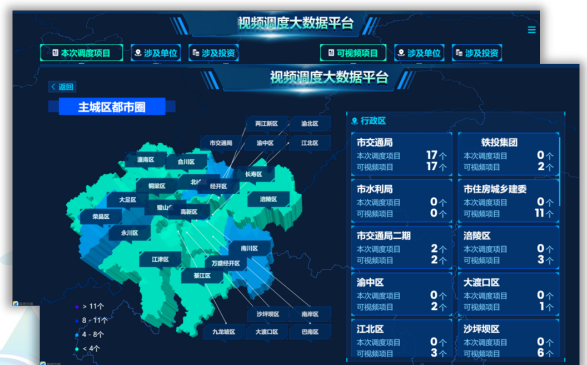 视频调度大数据平台
本次调度项目 涉及单位 涉及投资 可视频项目 涉及单位 涉及投资
视频调度大数据平台
返回
主城区都市圈
两江新区 渝北区
市交通局 渝中区 江北区
潼南区 合川区 长寿区
铜梁区 经开区
大足区 涪陵区
荣昌区 高新区
永川区
南川区
江津区 万盛经开区
綦江区
沙坪坝区 南岸区
九龙坡区 大渡口区 巴南区
> 11个
8 - 11个
4 - 8个
< 4个
行政区
市交通局 铁投集团
本次调度项目 17个 本次调度项目 0个
可视频项目 17个 可视频项目 2个
市水利局 市住房城乡建委
本次调度项目 0个 本次调度项目 0个
可视频项目 0个 可视频项目 11个
市交通局二期 涪陵区
本次调度项目 2个 本次调度项目 0个
可视频项目 2个 可视频项目 3个
渝中区 大渡口区
本次调度项目 0个 本次调度项目 0个
可视频项目 2个 可视频项目 1个
江北区 沙坪坝区
本次调度项目 0个 本次调度项目 0个
可视频项目 3个 可视频项目 6个